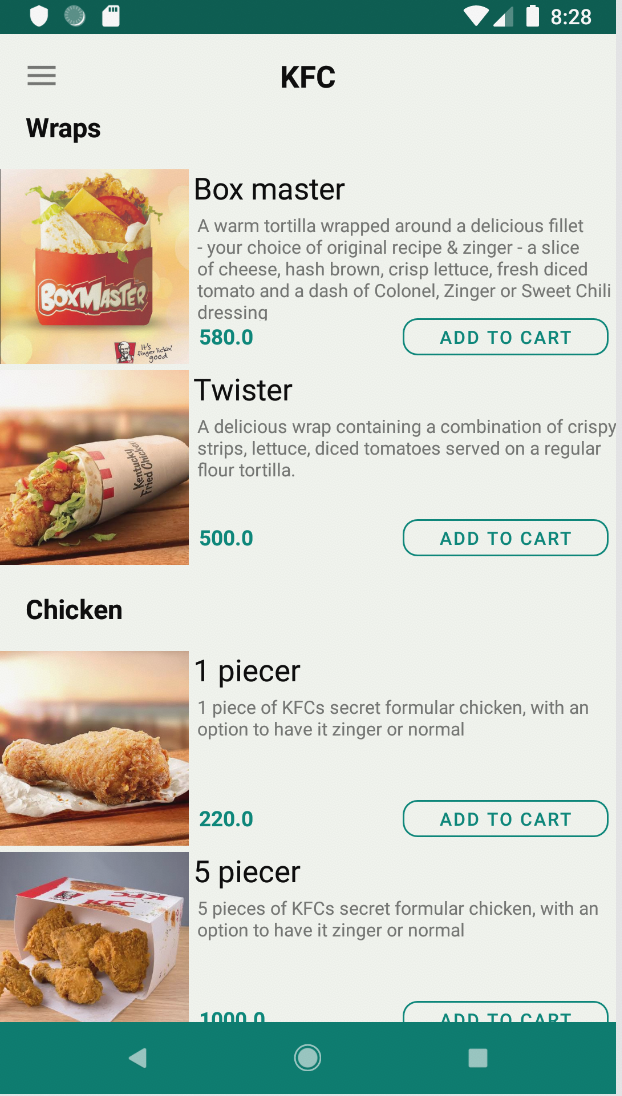 8:28
KFC
Wraps
Box master
A warm tortilla wrapped around a delicious fillet
- your choice of original recipe & zinger - a slice
of cheese, hash brown, crisp lettuce, fresh diced
tomato and a dash of Colonel, Zinger or Sweet Chili
dressing
580.0
ADD TO CART
BOXMASTER
KFC
it's
finger lickin'
good
Twister
A delicious wrap containing a combination of crispy
strips, lettuce, diced tomatoes served on a regular
flour tortilla.
Kentucky
Fried Chicken
500.0
ADD TO CART
Chicken
1 piecer
1 piece of KFCs secret formular chicken, with an
option to have it zinger or normal
220.0
ADD TO CART
5 piecer
5 pieces of KFCs secret formular chicken, with an
option to have it zinger or normal
KFC
KFC
1000.0
ADD TO CART